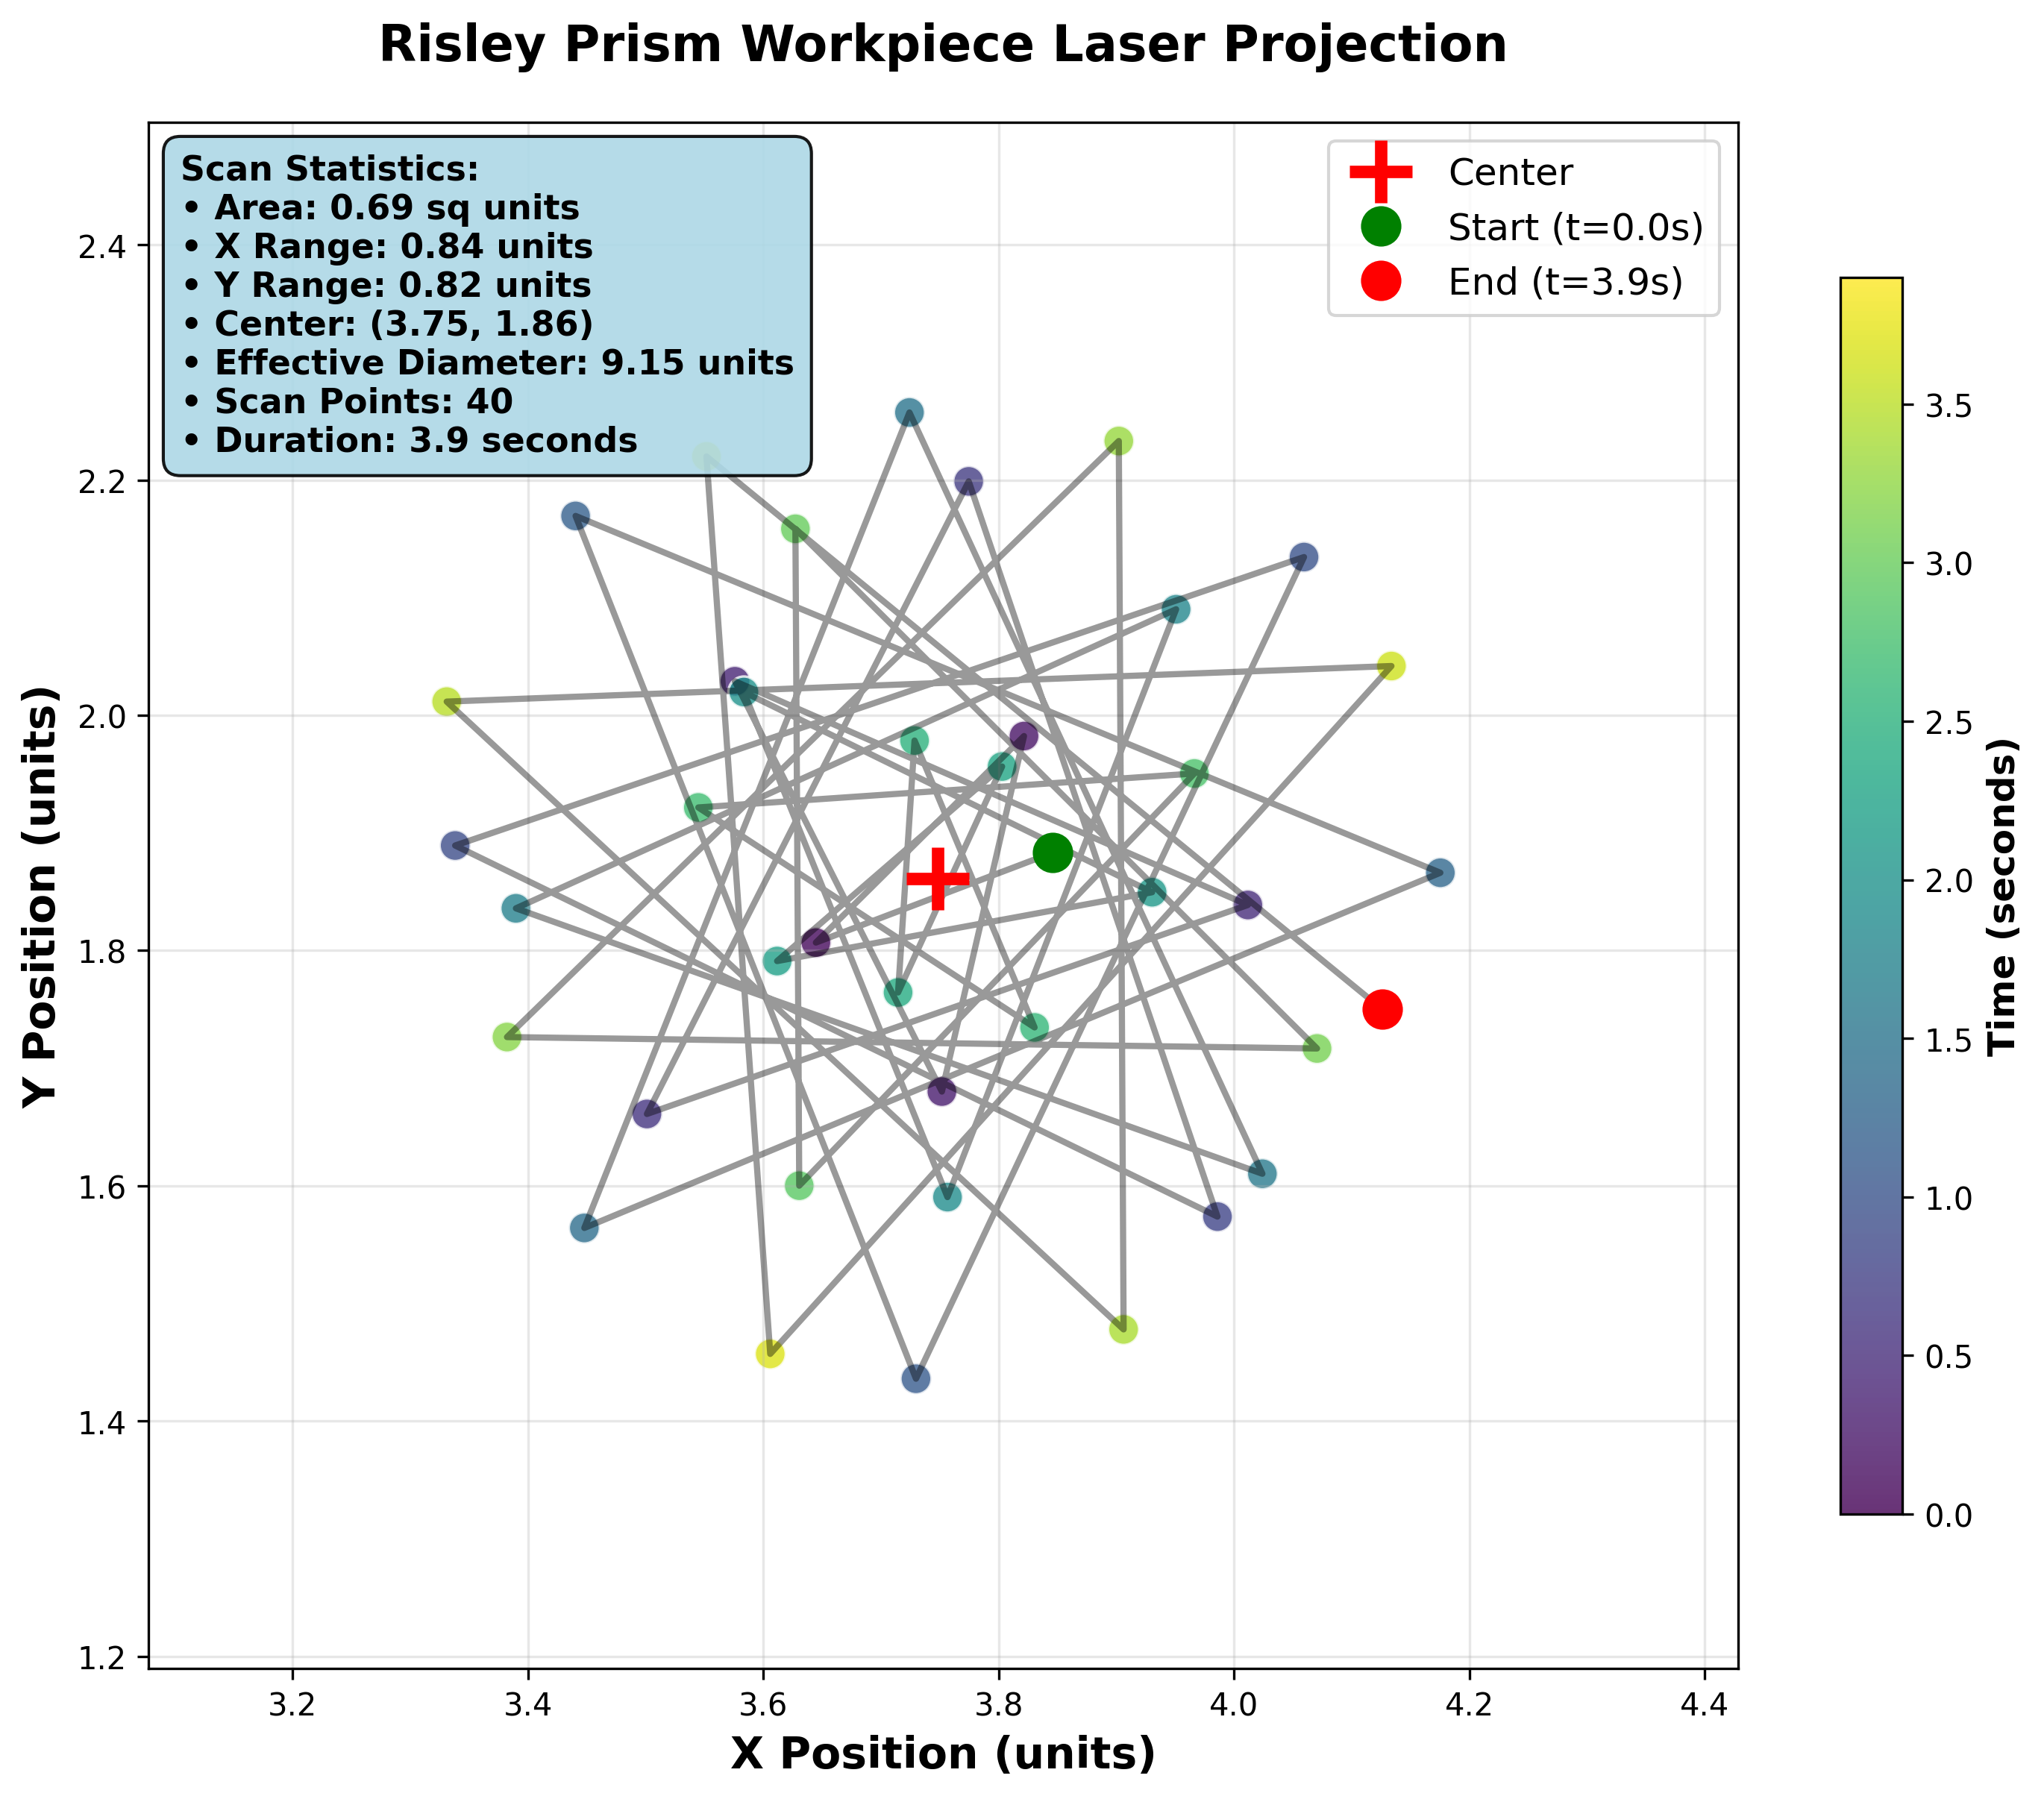 Risley Prism Workpiece Laser Projection
Scan Statistics:
• Area: 0.69 sq units
• X Range: 0.84 units
• Y Range: 0.82 units
• Center: (3.75, 1.86)
• Effective Diameter: 9.15 units
• Scan Points: 40
• Duration: 3.9 seconds
Center
Start (t=0.0s)
End (t=3.9s)
Y Position (units)
2.4
2.2
2.0
1.8
1.6
1.4
1.2
3.2
3.4
3.6
3.8
4.0
4.2
4.4
X Position (units)
3.5
3.0
2.5
2.0
1.5
1.0
0.5
0.0
Time (seconds)